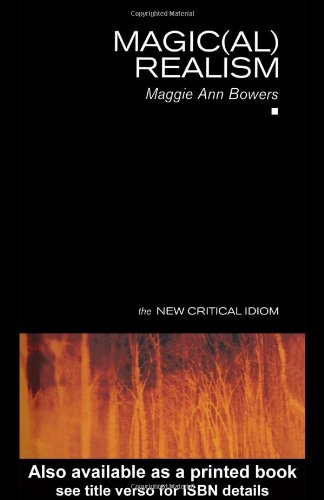 MAGIC(AL)
REALISM
Maggie Ann Bowers
the NEW CRITICAL IDIOM
Also available as a printed book
see title verso for ISBN details